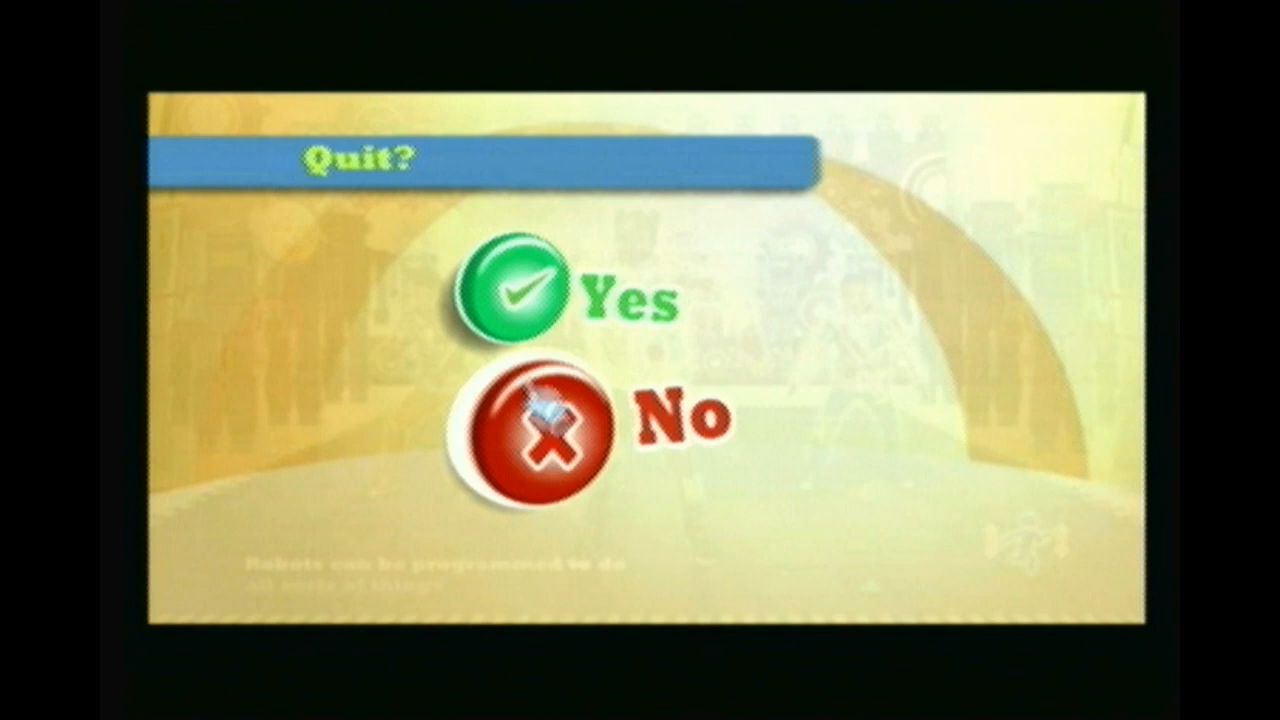 Quit?
Yes
No
Robots can be programmed to do
all sorts of things